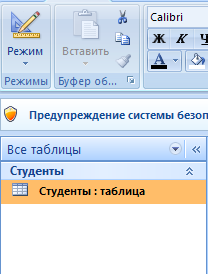 Calibri
Режим
Вставить
Ж К
А
Режимы
Буфер об...
Предупреждение системы безоп
Все таблицы
Студенты
Студенты : таблица